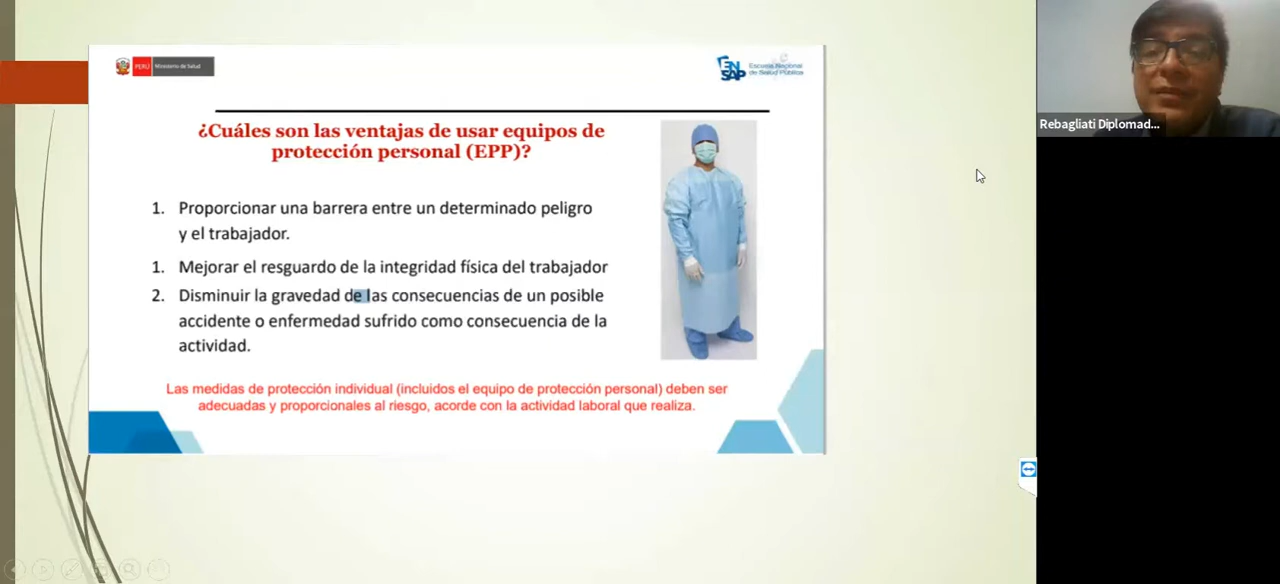 PERÚ Ministerio de Salud
EN
SAP
Escuela Nacional
de Salud Pública
¿Cuáles son las ventajas de usar equipos de
protección personal (EPP)?
1. Proporcionar una barrera entre un determinado peligro
y el trabajador.
1. Mejorar el resguardo de la integridad física del trabajador
2. Disminuir la gravedad de las consecuencias de un posible
accidente o enfermedad sufrido como consecuencia de la
actividad.
Las medidas de protección individual (incluidos el equipo de protección personal) deben ser
adecuadas y proporcionales al riesgo, acorde con la actividad laboral que realiza.
Rebagliati Diplomad...